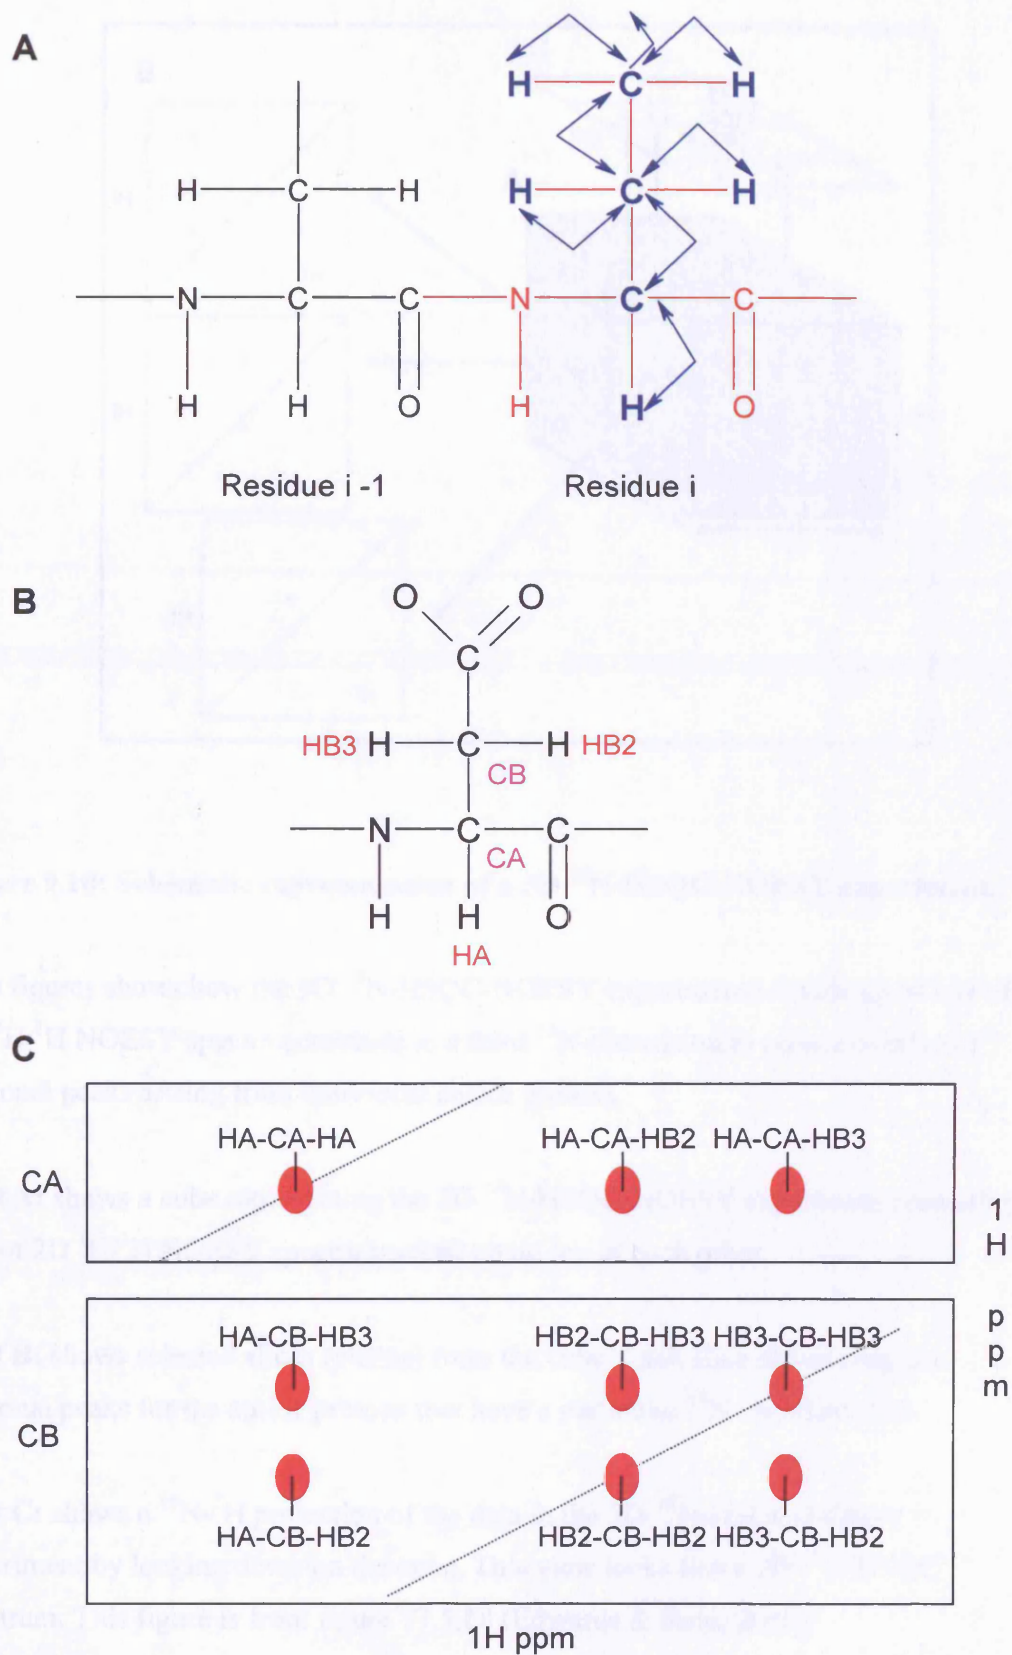 A
H C H
H C H
H C H
N C C N C C
H H O H H O
Residue i -1 Residue i
B
O O
C
HB3 H C H HB2
CB
N C C
CA
H H O
HA
C
HA-CA-HA HA-CA-HB2 HA-CA-HB3
CA
1
H
HA-CB-HB3 HB2-CB-HB3 HB3-CB-HB3
p
p
m
CB
HA-CB-HB2 HB2-CB-HB2 HB3-CB-HB2
1H ppm